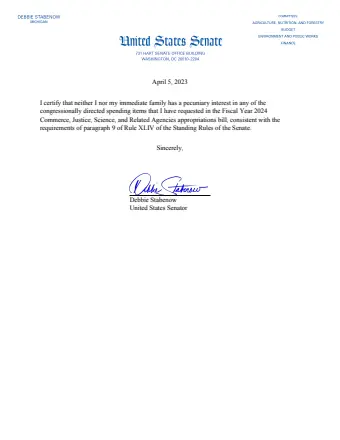 DEBBIE STABENOW
MICHIGAN
COMMITTEES:
AGRICULTURE, NUTRITION, AND FORESTRY
BUDGET
ENVIRONMENT AND PUBLIC WORKS
FINANCE
United States Senate
731 HART SENATE OFFICE BUILDING
WASHINGTON, DC 20510-2204
April 5, 2023
I certify that neither I nor my immediate family has a pecuniary interest in any of the
congressionally directed spending items that I have requested in the Fiscal Year 2024
Commerce, Justice, Science, and Related Agencies appropriations bill, consistent with the
requirements of paragraph 9 of Rule XLIV of the Standing Rules of the Senate.
Sincerely,
Debbie Stabenow
Debbie Stabenow
United States Senator